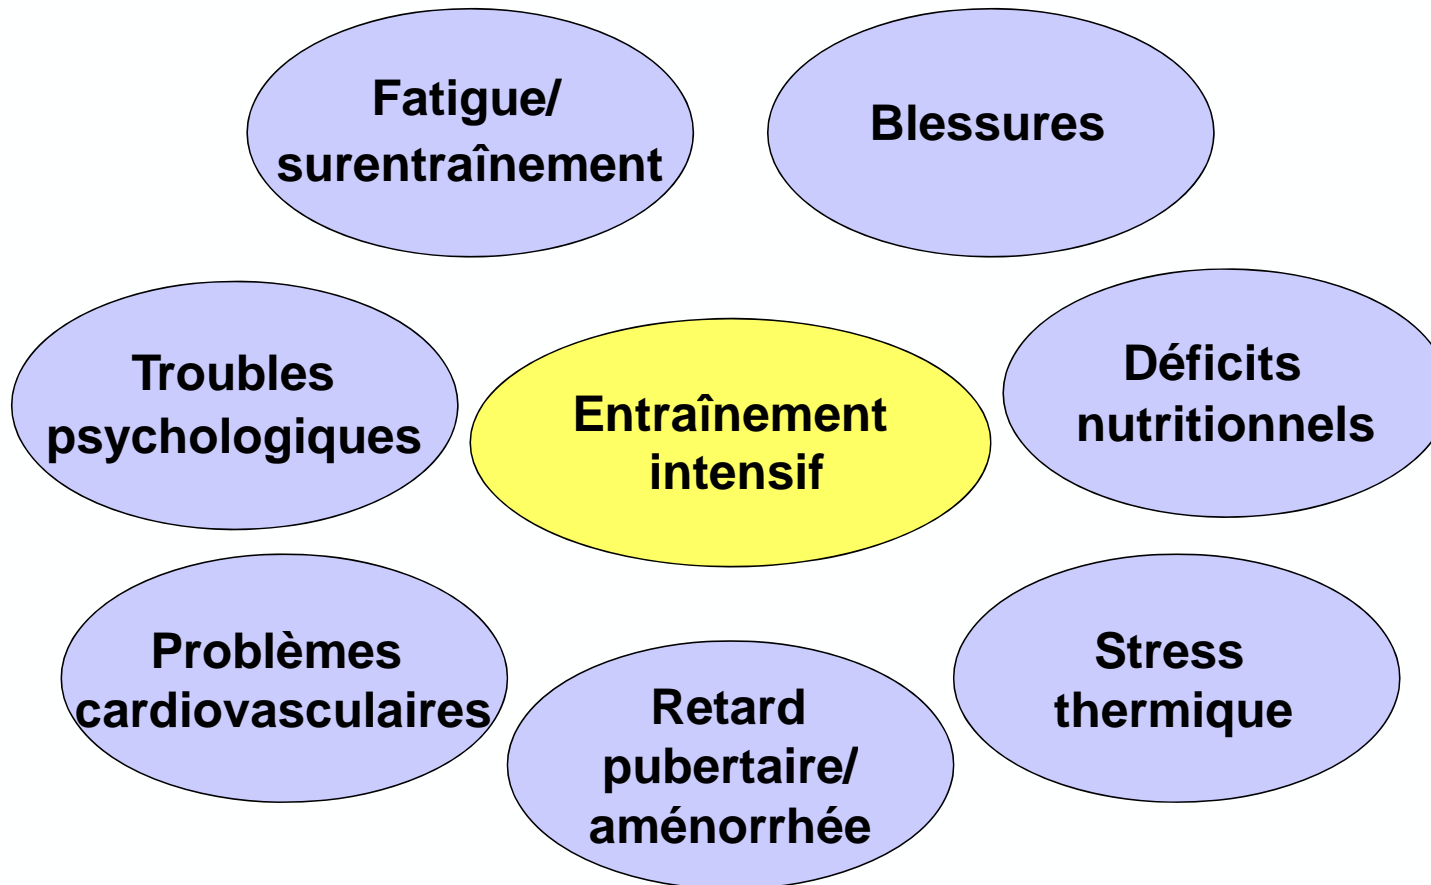 Fatigue/
surentraînement
Blessures
Troubles
psychologiques
Entraînement
intensif
Déficits
nutritionnels
Problèmes
cardiovasculaires
Retard
pubertaire/
aménorrhée
Stress
thermique